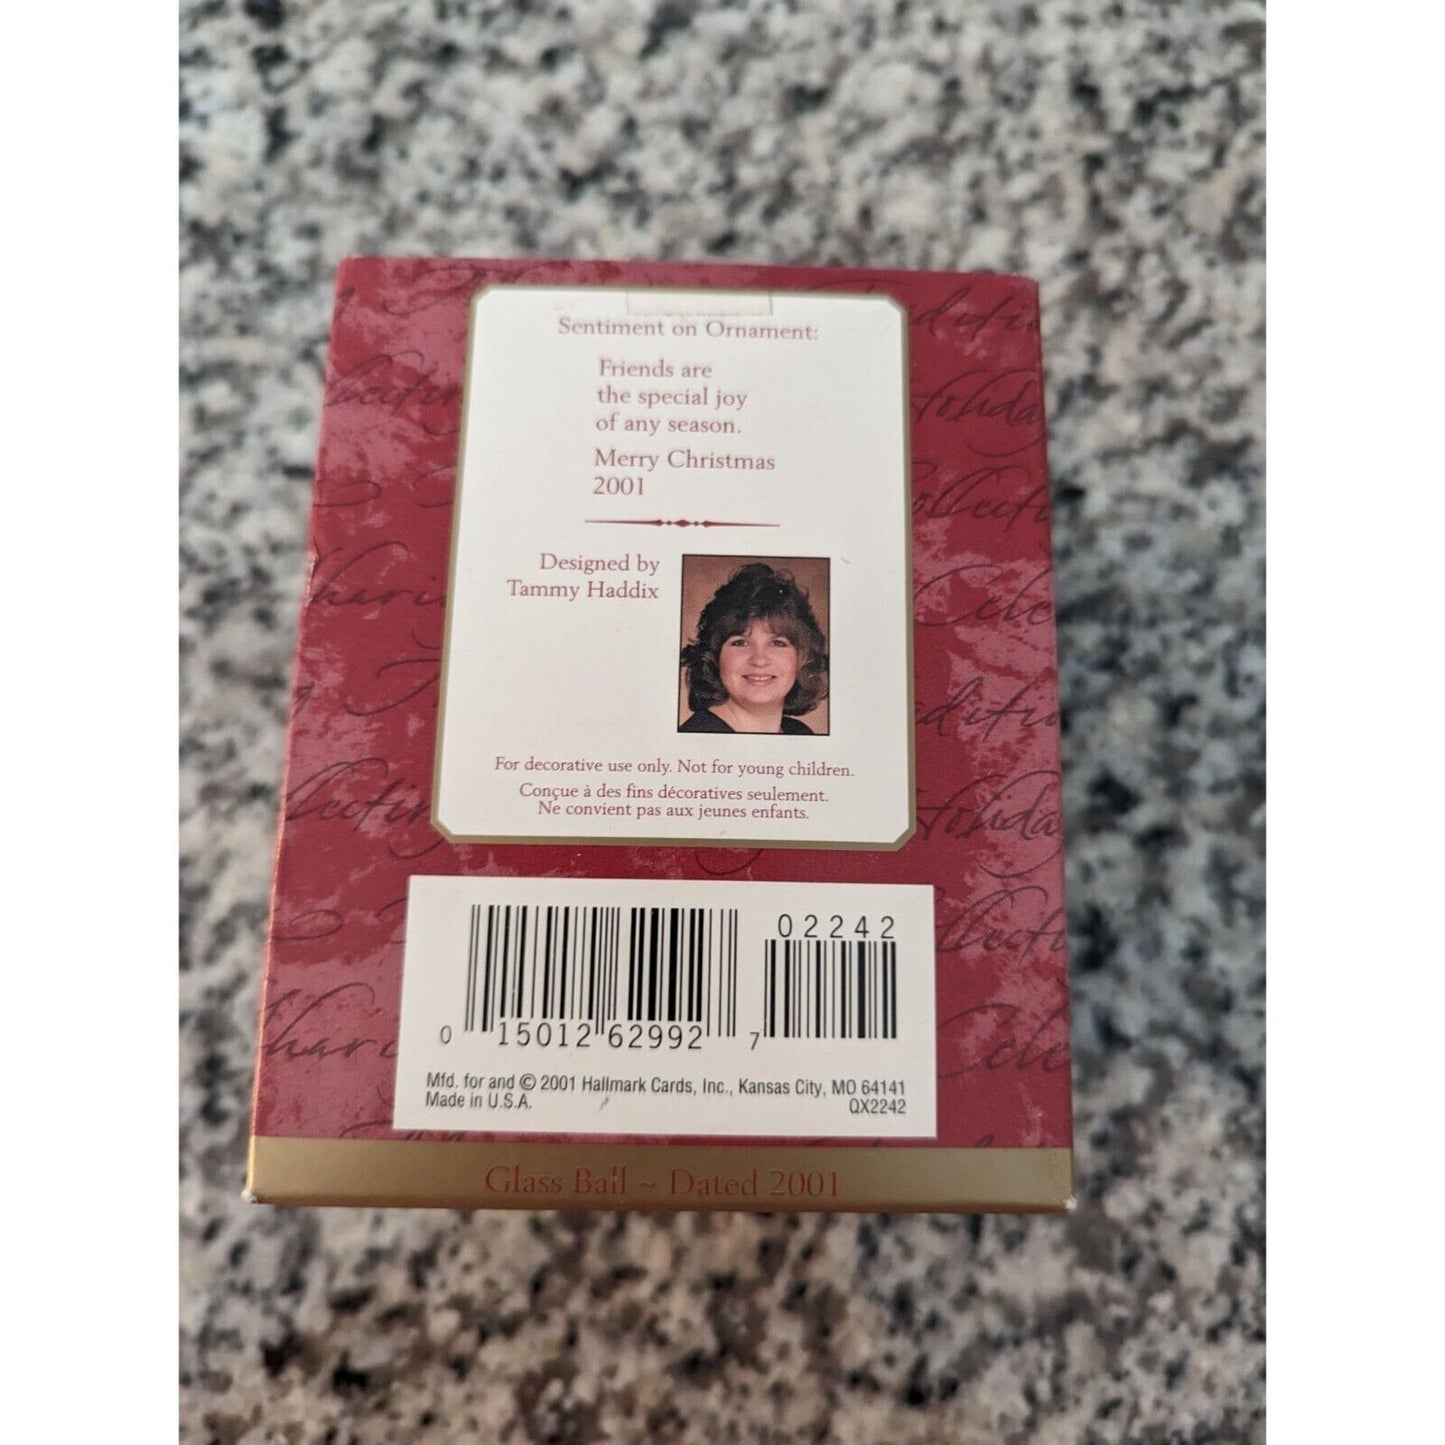 Sentiment on Ornament:
Friends are
the special joy
of any season.
Merry Christmas
2001
Designed by
Tammy Haddix
For decorative use only. Not for young children.
Conçue à des fins décoratives seulement.
Ne convient pas aux jeunes enfants.
02242
0 15012 62992 7
Mfd. for and © 2001 Hallmark Cards, Inc., Kansas City, MO 64141
Made in U.S.A. QX2242
Glass Ball ~ Dated 2001